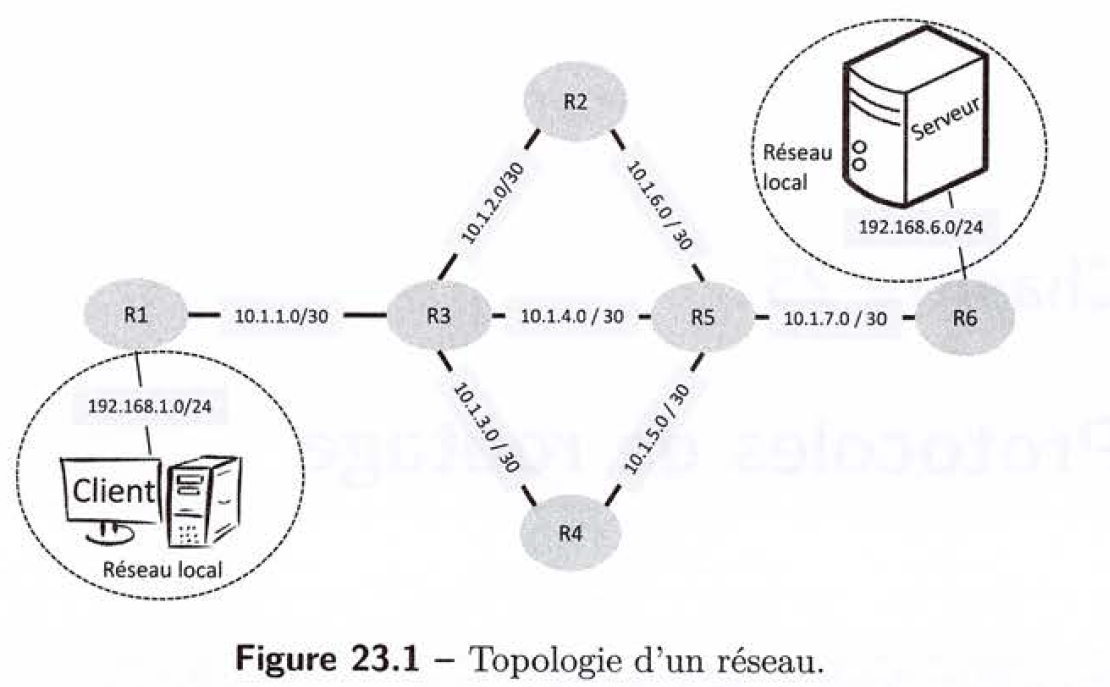 R2
Serveur
Réseau
local
10.1.2.0/30
10.1.6.0 / 30
192.168.6.0/24
R1
10.1.1.0/30
R3
10.1.4.0 / 30
R5
10.1.7.0 / 30
R6
192.168.1.0/24
10.1.3.0 / 30
10.1.5.0 / 30
Client
R4
Réseau local
Figure 23.1 – Topologie d'un réseau.